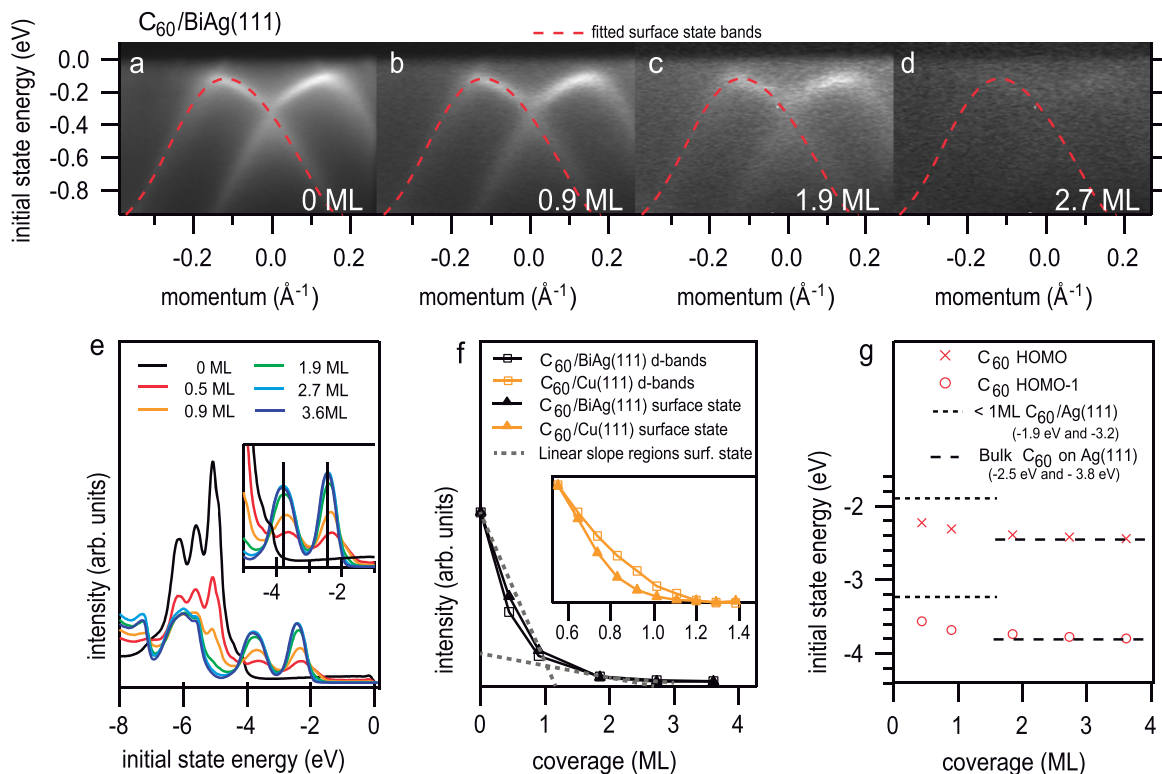 C60/BiAg(111)
fitted surface state bands
initial state energy (eV)
0.0
-0.2
-0.4
-0.6
-0.8
a
b
c
d
0 ML
0.9 ML
1.9 ML
2.7 ML
-0.2 0.0 0.2
-0.2 0.0 0.2
-0.2 0.0 0.2
-0.2 0.0 0.2
momentum (Å-1)
momentum (Å-1)
momentum (Å-1)
momentum (Å-1)
e
0 ML
0.5 ML
0.9 ML
1.9 ML
2.7 ML
3.6ML
-4 -2
intensity (arb. units)
-8 -6 -4 -2 0
initial state energy (eV)
f
C60/BiAg(111) d-bands
C60/Cu(111) d-bands
C60/BiAg(111) surface state
C60/Cu(111) surface state
Linear slope regions surf. state
0.6 0.8 1.0 1.2 1.4
intensity (arb. units)
0 1 2 3 4
coverage (ML)
g
C60 HOMO
C60 HOMO-1
< 1ML C60/Ag(111)
(-1.9 eV and -3.2)
Bulk C60 on Ag(111)
(-2.5 eV and - 3.8 eV)
initial state energy (eV)
-2
-3
-4
0 1 2 3 4
coverage (ML)